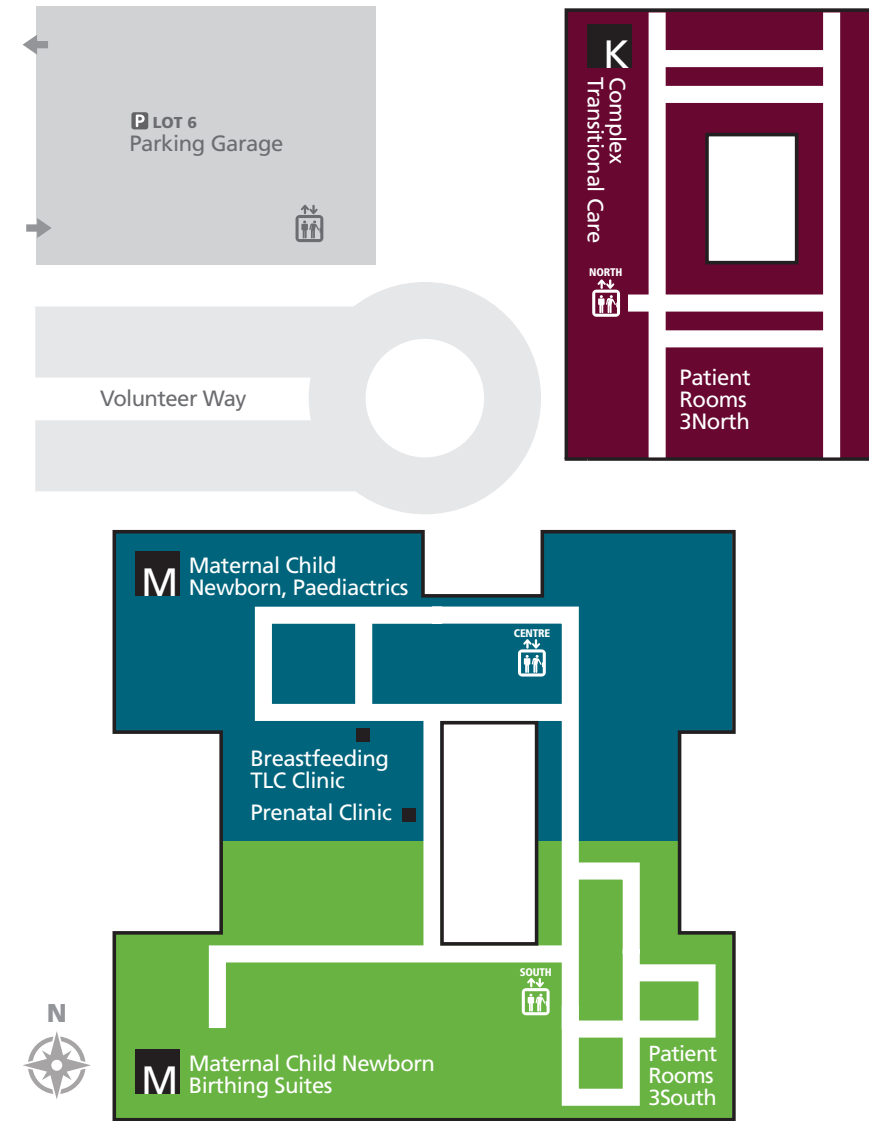 P LOT 6
Parking Garage
K
Complex
Transitional Care
NORTH
Patient
Rooms
3North
Volunteer Way
M
Maternal Child
Newborn, Paediactrics
CENTRE
Breastfeeding
TLC Clinic
Prenatal Clinic
SOUTH
N
M
Maternal Child Newborn
Birthing Suites
Patient
Rooms
3South